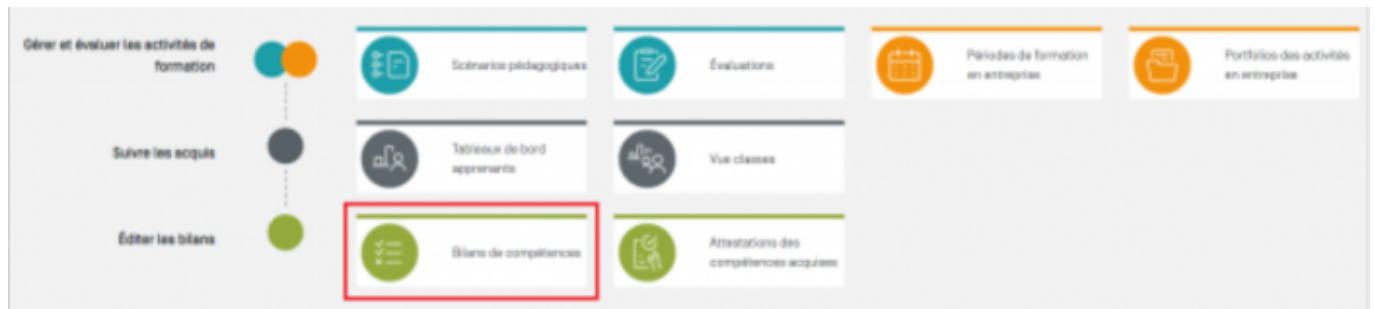 Gérer et évaluer les activités de
formation
Scénarios pédagogiques
Évaluations
Périodes de formation
en entreprise
Portfolios des activités
en entreprise
Suivre les acquis
Tableaux de bord
apprenants
Vue classes
Éditer les bilans
Bilans de compétences
Attestations des
compétences acquises